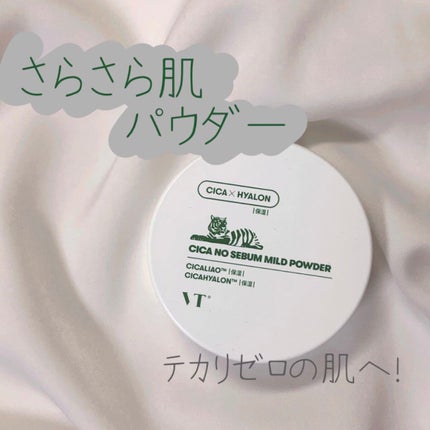 さらさら肌
パウダー
CICA×HYALON
|保湿|
CICA NO SEBUM MILD POWDER
CICALIAO™ |保湿|
CICAHYALON™ |保湿|
VT®
テカリゼロの肌へ!